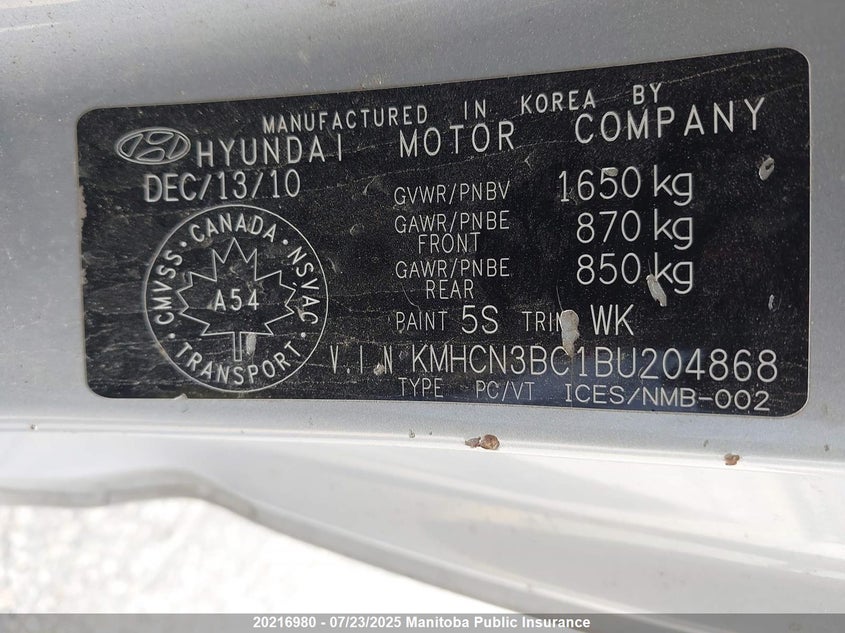 MANUFACTURED IN KOREA BY
HYUNDAI MOTOR COMPANY
DEC/13/10
GVWR/PNBV 1650 kg
GAWR/PNBE FRONT 870 kg
GAWR/PNBE REAR 850 kg
PAINT 5S TRIM WK
V.I.N KMHCN3BC1BU204868
TYPE PC/VT ICES/NMB-002
CMVSS · CANADA · NSVAC
A54
TRANSPORT
20216980 - 07/23/2025 Manitoba Public Insurance